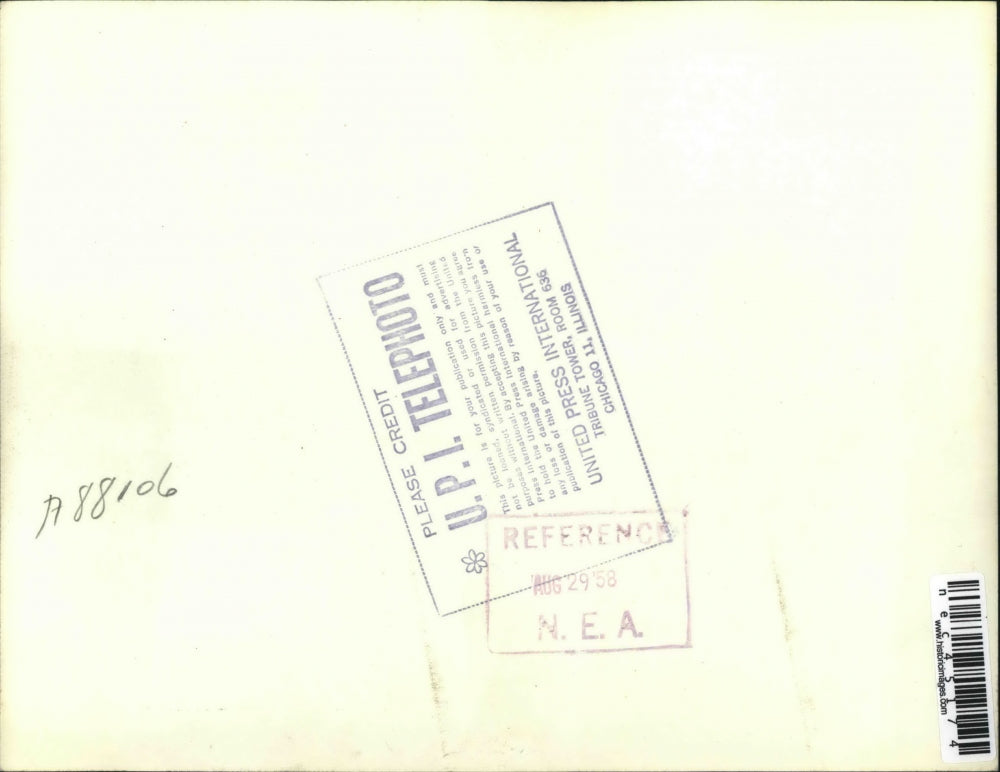 PLEASE CREDIT
U.P.I. TELEPHOTO
This picture is for your publication only and must
not be loaned, syndicated or used for advertising
purposes without written permission from the United
Press International. By accepting this picture you agree
to hold the United Press International harmless from
any loss or damage arising by reason of your use or
publication of this picture.
UNITED PRESS INTERNATIONAL
TRIBUNE TOWER, ROOM 636
CHICAGO 11, ILLINOIS
A88106
REFERENCE
AUG 29 '58
N. E. A.
nec45174
www.historicimages.com